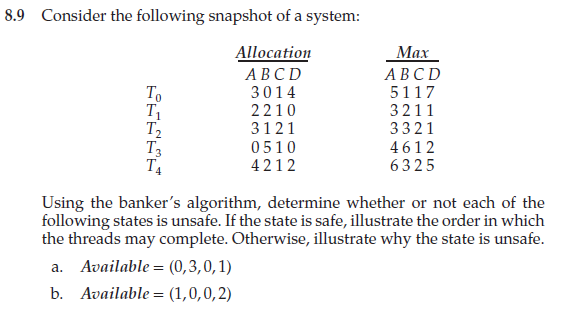 8.9 Consider the following snapshot of a system:
Allocation Max
A B C D A B C D
T0 3 0 1 4 5 1 1 7
T1 2 2 1 0 3 2 1 1
T2 3 1 2 1 3 3 2 1
T3 0 5 1 0 4 6 1 2
T4 4 2 1 2 6 3 2 5
Using the banker's algorithm, determine whether or not each of the
following states is unsafe. If the state is safe, illustrate the order in which
the threads may complete. Otherwise, illustrate why the state is unsafe.
a. Available = (0, 3, 0, 1)
b. Available = (1, 0, 0, 2)